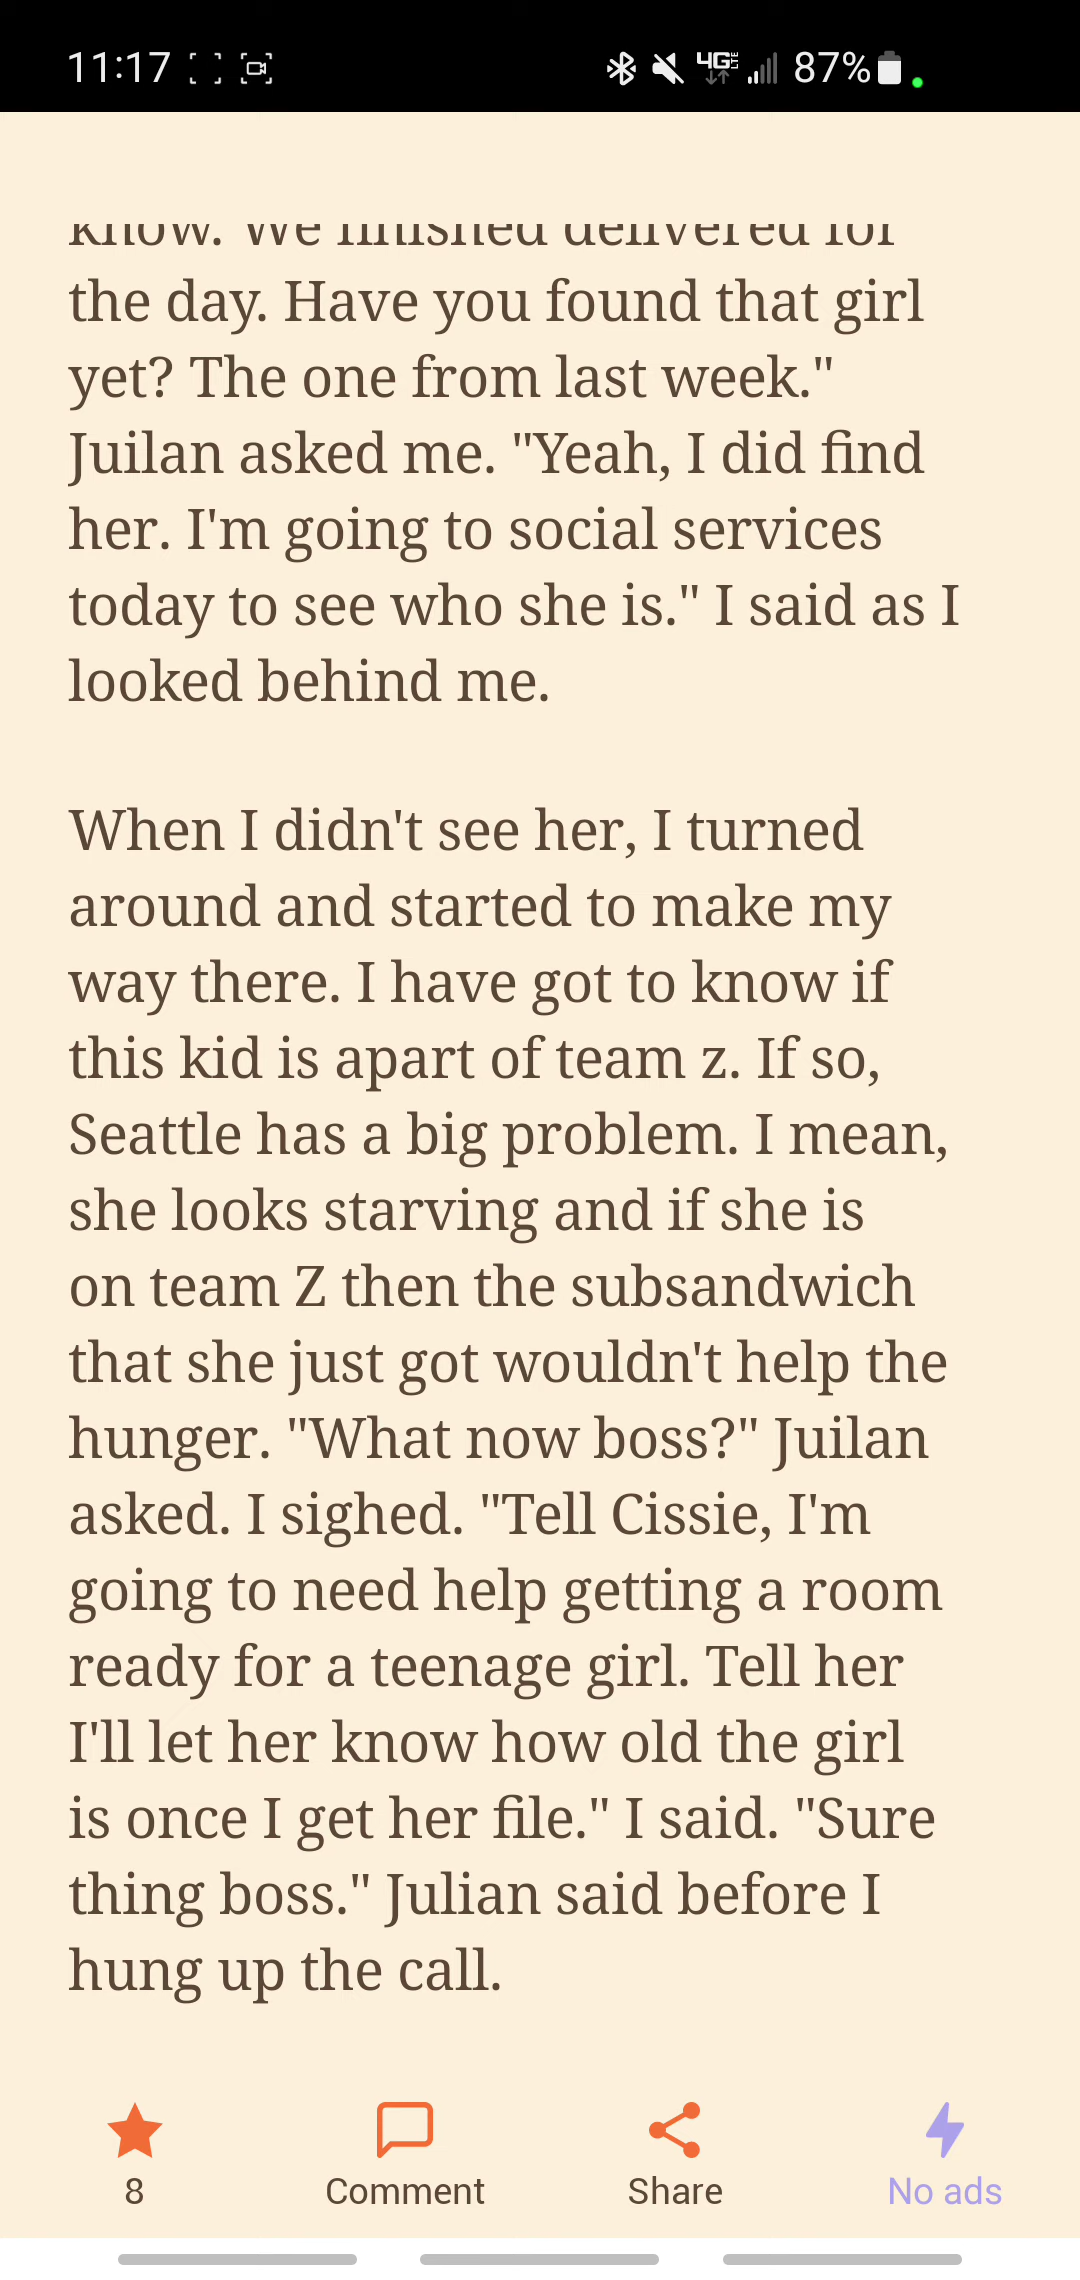 11:17
4G LTE
87%
know. We finished delivered for
the day. Have you found that girl
yet? The one from last week."
Juilan asked me. "Yeah, I did find
her. I'm going to social services
today to see who she is." I said as I
looked behind me.
When I didn't see her, I turned
around and started to make my
way there. I have got to know if
this kid is apart of team z. If so,
Seattle has a big problem. I mean,
she looks starving and if she is
on team Z then the subsandwich
that she just got wouldn't help the
hunger. "What now boss?" Juilan
asked. I sighed. "Tell Cissie, I'm
going to need help getting a room
ready for a teenage girl. Tell her
I'll let her know how old the girl
is once I get her file." I said. "Sure
thing boss." Julian said before I
hung up the call.
8
Comment
Share
No ads